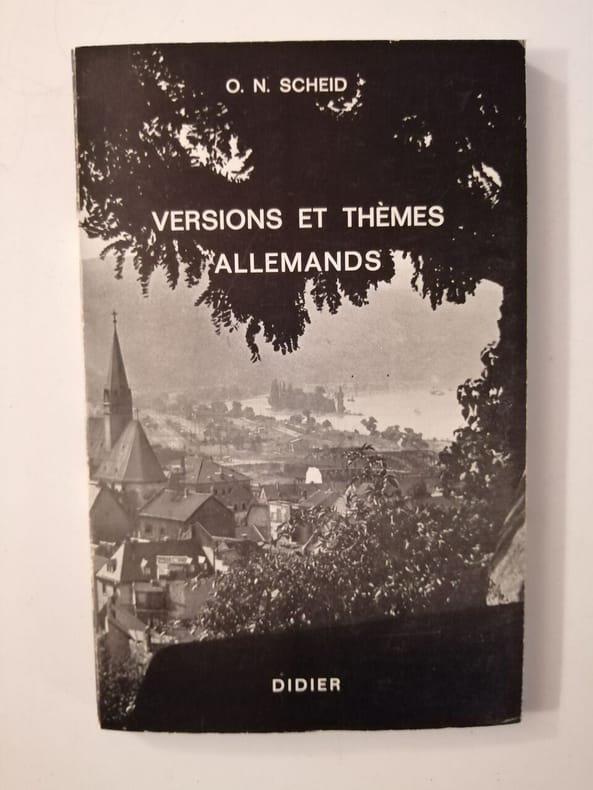 O. N. SCHEID
VERSIONS ET THÈMES
ALLEMANDS
DIDIER